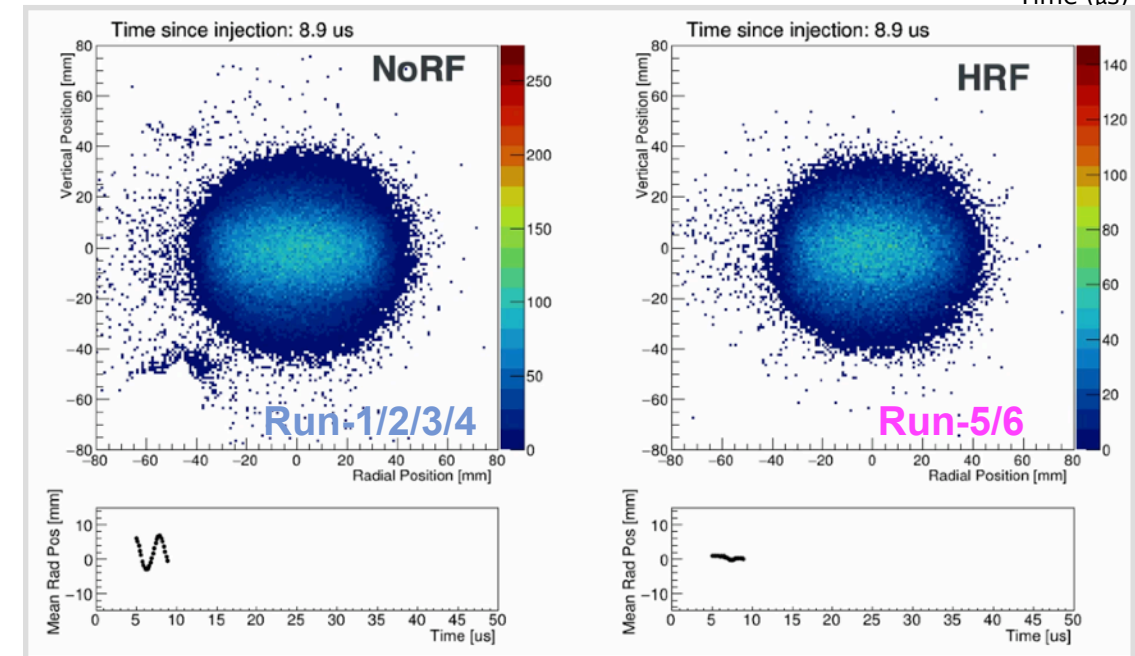 Time (μs)
Time since injection: 8.9 us
NoRF
Vertical Position [mm]
80
60
40
20
0
−20
−40
−60
−80
−80 −60 −40 −20 0 20 40 60 80
Radial Position [mm]
250
200
150
100
50
0
Run-1/2/3/4
Mean Rad Pos [mm]
10
0
−10
0 5 10 15 20 25 30 35 40 45 50
Time [us]
Time since injection: 8.9 us
HRF
Vertical Position [mm]
80
60
40
20
0
−20
−40
−60
−80
−80 −60 −40 −20 0 20 40 60 80
Radial Position [mm]
140
120
100
80
60
40
20
0
Run-5/6
Mean Rad Pos [mm]
10
0
−10
0 5 10 15 20 25 30 35 40 45 50
Time [us]